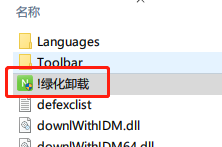 名称
Languages
Toolbar
!绿化卸载
defexclist
downlWithIDM.dll
downlWithIDM64.dll